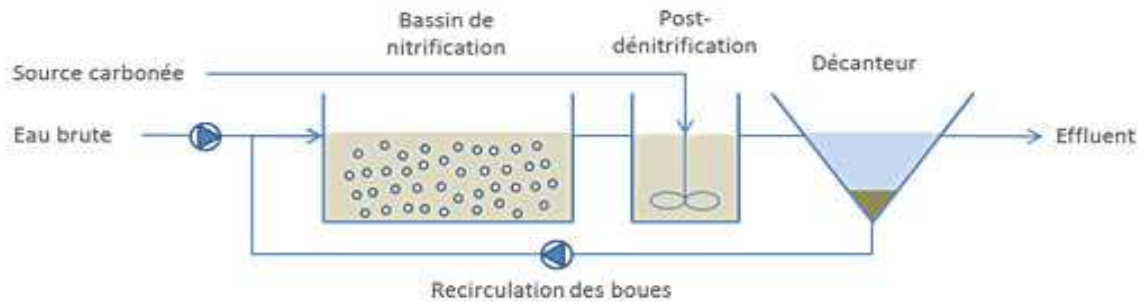 Bassin de
nitrification
Post-
dénitrification
Source carbonée
Décanteur
Eau brute
Effluent
Recirculation des boues